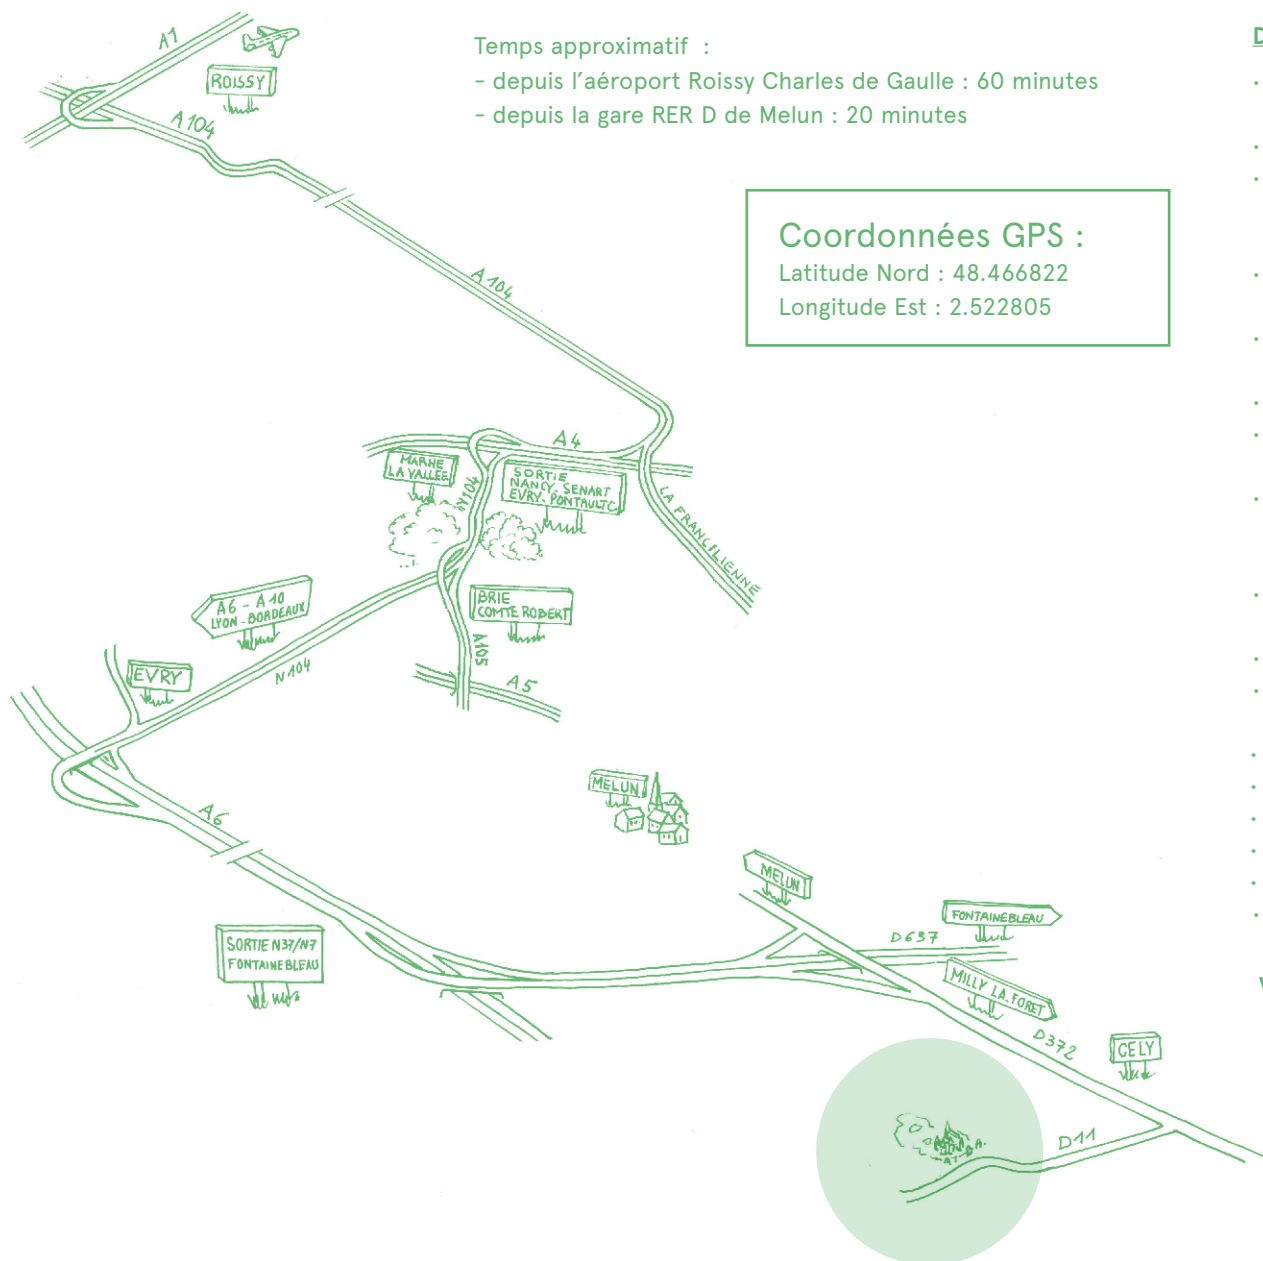 A1
ROISSY
A 104
Temps approximatif :
- depuis l'aéroport Roissy Charles de Gaulle : 60 minutes
- depuis la gare RER D de Melun : 20 minutes
Coordonnées GPS :
Latitude Nord : 48.466822
Longitude Est : 2.522805
A 104
A4
MARNE
LA VALLÉE
N104
SORTIE
NANCY-SENART
EVRY-PONTAULT C
LA FRANCILIENNE
A6 - A10
LYON-BORDEAUX
BRIE
COMTE ROBERT
A105
A5
EVRY
N104
A6
MELUN
MELUN
FONTAINEBLEAU
D637
SORTIE N37/N7
FONTAINEBLEAU
MILLY LA FORET
D372
CELY
D11